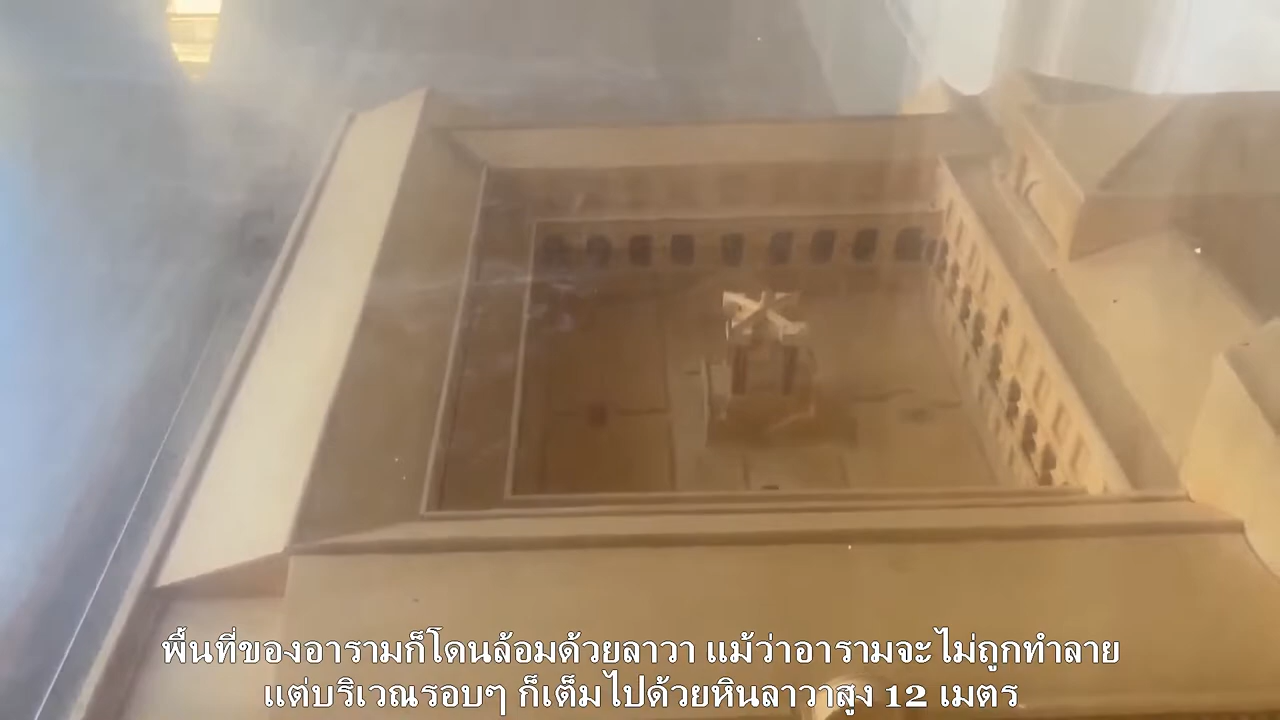 พื้นที่ของอารามก็โดนล้อมด้วยลาวา แม้ว่าอารามจะไม่ถูกทำลาย
แต่บริเวณรอบๆ ก็เต็มไปด้วยหินลาวาสูง 12 เมตร